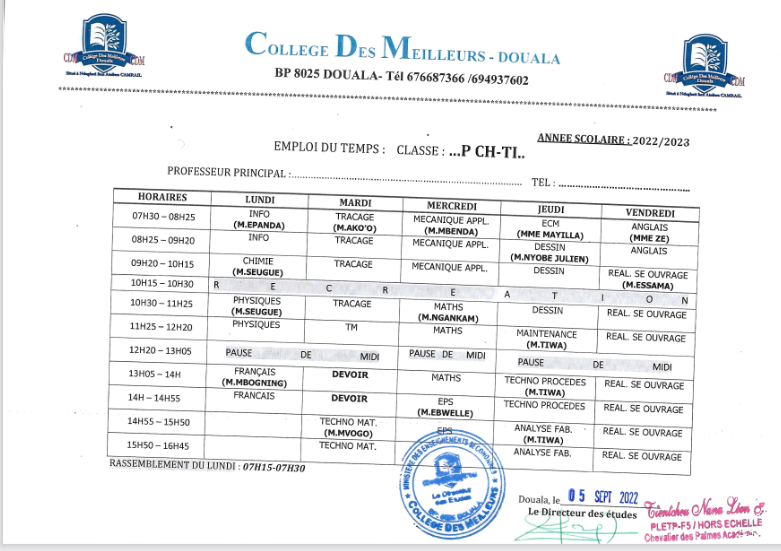 COLLEGE DES MEILLEURS - DOUALA
BP 8025 DOUALA- Tél 676687366 /694937602
CDM CDM
Collège Des Meilleurs
Douala
CDM
ANNEE SCOLAIRE : 2022/2023
EMPLOI DU TEMPS : CLASSE : ...P CH-TI..
PROFESSEUR PRINCIPAL :
TEL :
HORAIRES LUNDI MARDI MERCREDI JEUDI VENDREDI
07H30 – 08H25 INFO TRACAGE MECANIQUE APPL. ECM ANGLAIS
(M.EPANDA) (M.AKO'O) (M.MBENDA) (MME MAYILLA) (MME ZE)
08H25 – 09H20 INFO TRACAGE MECANIQUE APPL. DESSIN ANGLAIS
(M.NYOBE JULIEN)
09H20 – 10H15 CHIMIE TRACAGE MECANIQUE APPL. DESSIN REAL. SE OUVRAGE
(M.SEUGUE) (M.ESSAMA)
10H15 – 10H30 R E C R E A T I O N
10H30 – 11H25 PHYSIQUES TRACAGE MATHS DESSIN REAL. SE OUVRAGE
(M.SEUGUE) (M.NGANKAM)
11H25 – 12H20 PHYSIQUES TM MATHS MAINTENANCE REAL. SE OUVRAGE
(M.TIWA)
12H20 – 13H05 PAUSE DE MIDI PAUSE DE MIDI PAUSE DE MIDI
13H05 – 14H FRANÇAIS DEVOIR MATHS TECHNO PROCEDES REAL. SE OUVRAGE
(M.MBOGNING) (M.TIWA)
14H – 14H55 FRANCAIS DEVOIR EPS TECHNO PROCEDES REAL. SE OUVRAGE
(M.EBWELLE)
14H55 – 15H50 TECHNO MAT. EPS ANALYSE FAB. REAL. SE OUVRAGE
(M.MVOGO) (M.TIWA)
15H50 – 16H45 TECHNO MAT. ANALYSE FAB. REAL. SE OUVRAGE
RASSEMBLEMENT DU LUNDI : 07H15-07H30
MINISTERE DES ENSEIGNEMENTS SECONDAIRES
Le Directeur
des Etudes
BP. 8025 DOUALA
COLLEGE DES MEILLEURS
Douala, le 05 SEPT 2022
Le Directeur des études
PLETP-F5 / HORS ECHELLE
Chevalier des Palmes